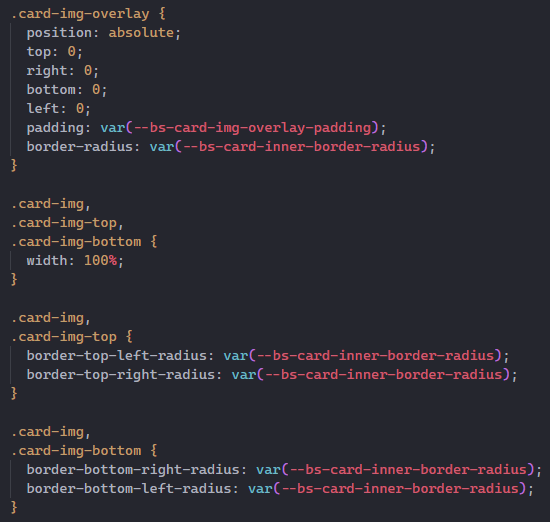 .card-img-overlay {
  position: absolute;
  top: 0;
  right: 0;
  bottom: 0;
  left: 0;
  padding: var(--bs-card-img-overlay-padding);
  border-radius: var(--bs-card-inner-border-radius);
}

.card-img,
.card-img-top,
.card-img-bottom {
  width: 100%;
}

.card-img,
.card-img-top {
  border-top-left-radius: var(--bs-card-inner-border-radius);
  border-top-right-radius: var(--bs-card-inner-border-radius);
}

.card-img,
.card-img-bottom {
  border-bottom-right-radius: var(--bs-card-inner-border-radius);
  border-bottom-left-radius: var(--bs-card-inner-border-radius);
}